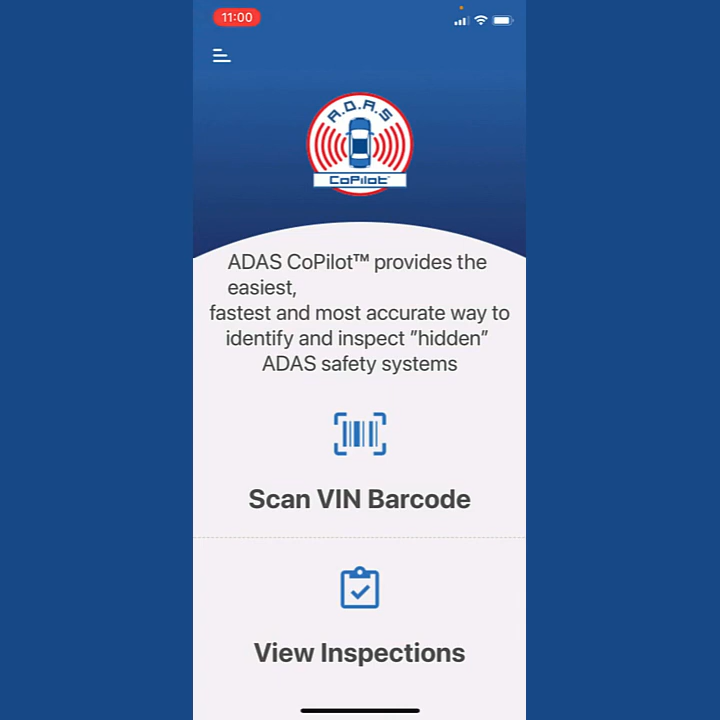 11:00
A.D.A.S
CoPilot
ADAS CoPilot™ provides the
easiest,
fastest and most accurate way to
identify and inspect "hidden"
ADAS safety systems
Scan VIN Barcode
View Inspections